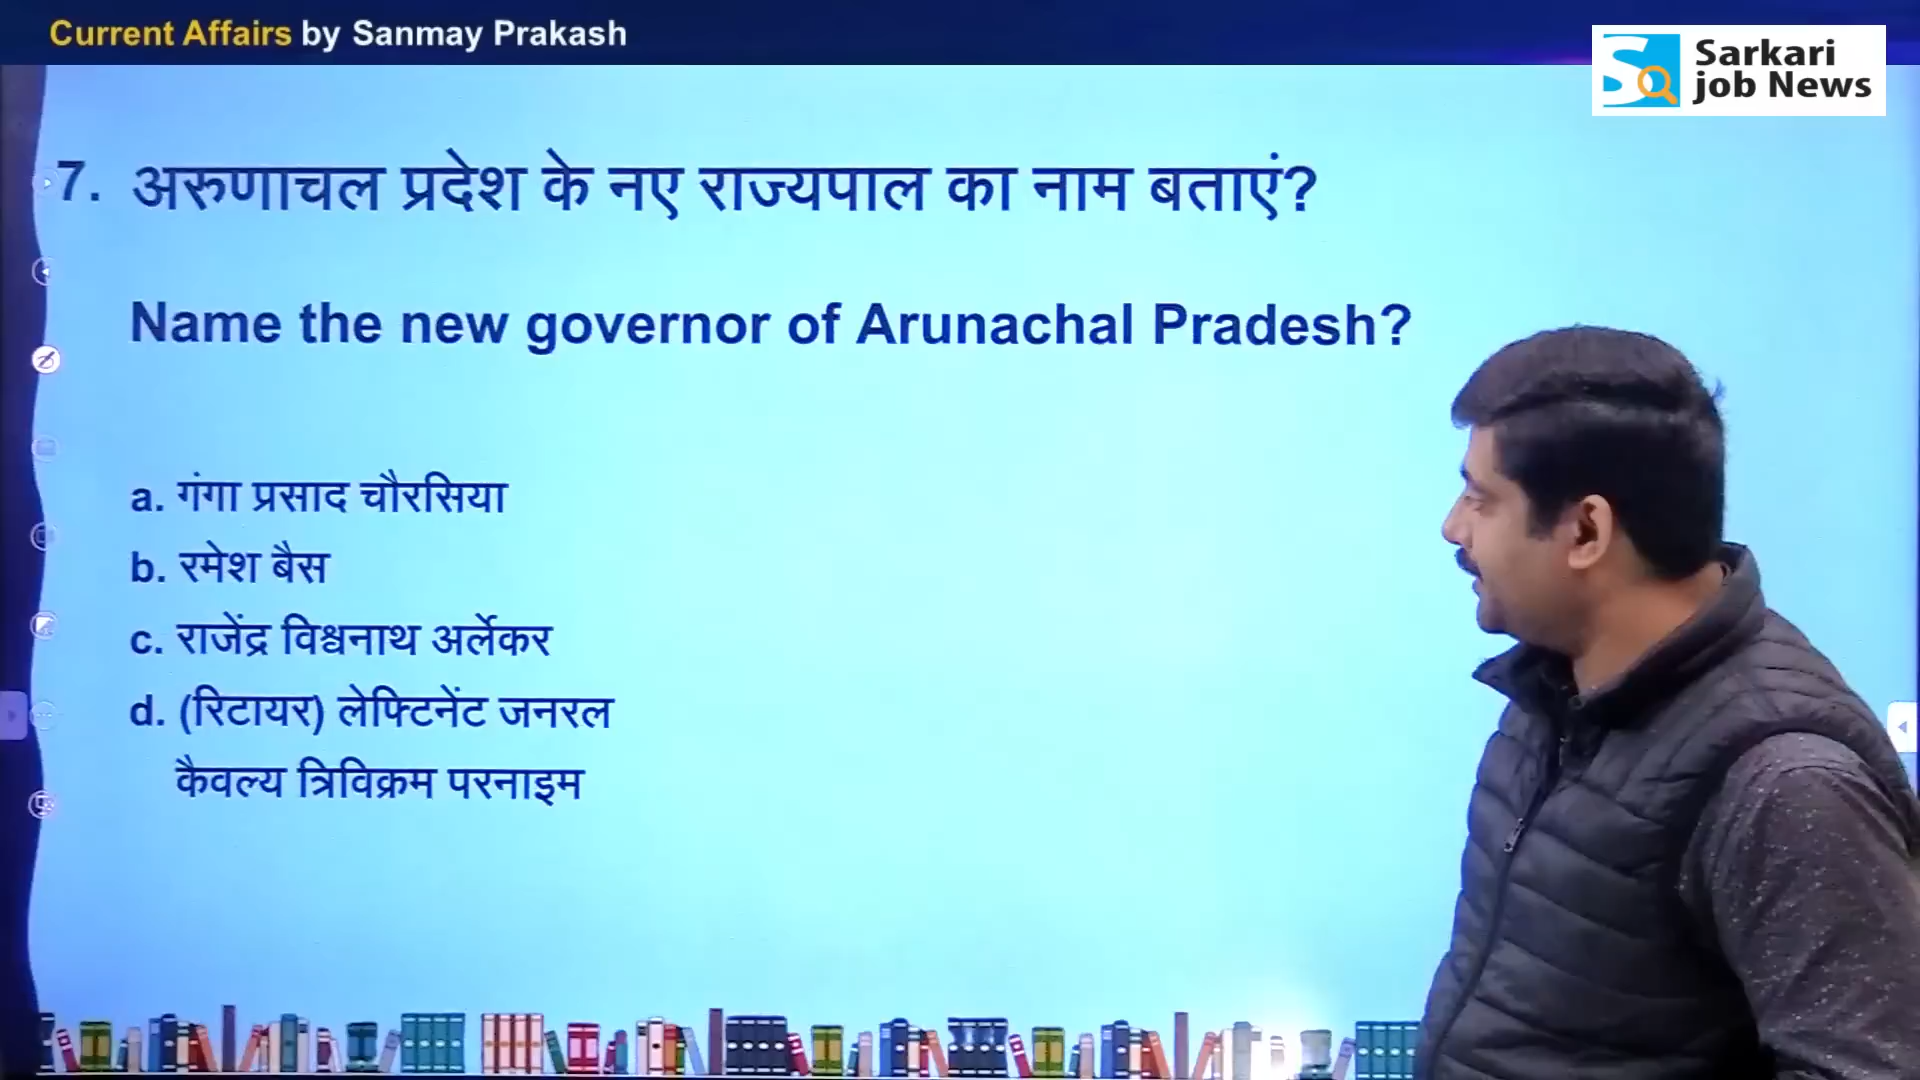 Current Affairs by Sanmay Prakash
Sarkari
job News
7. अरुणाचल प्रदेश के नए राज्यपाल का नाम बताएं?
Name the new governor of Arunachal Pradesh?
a. गंगा प्रसाद चौरसिया
b. रमेश बैस
c. राजेंद्र विश्वनाथ अर्लेकर
d. (रिटायर) लेफ्टिनेंट जनरल
कैवल्य त्रिविक्रम परनाइम